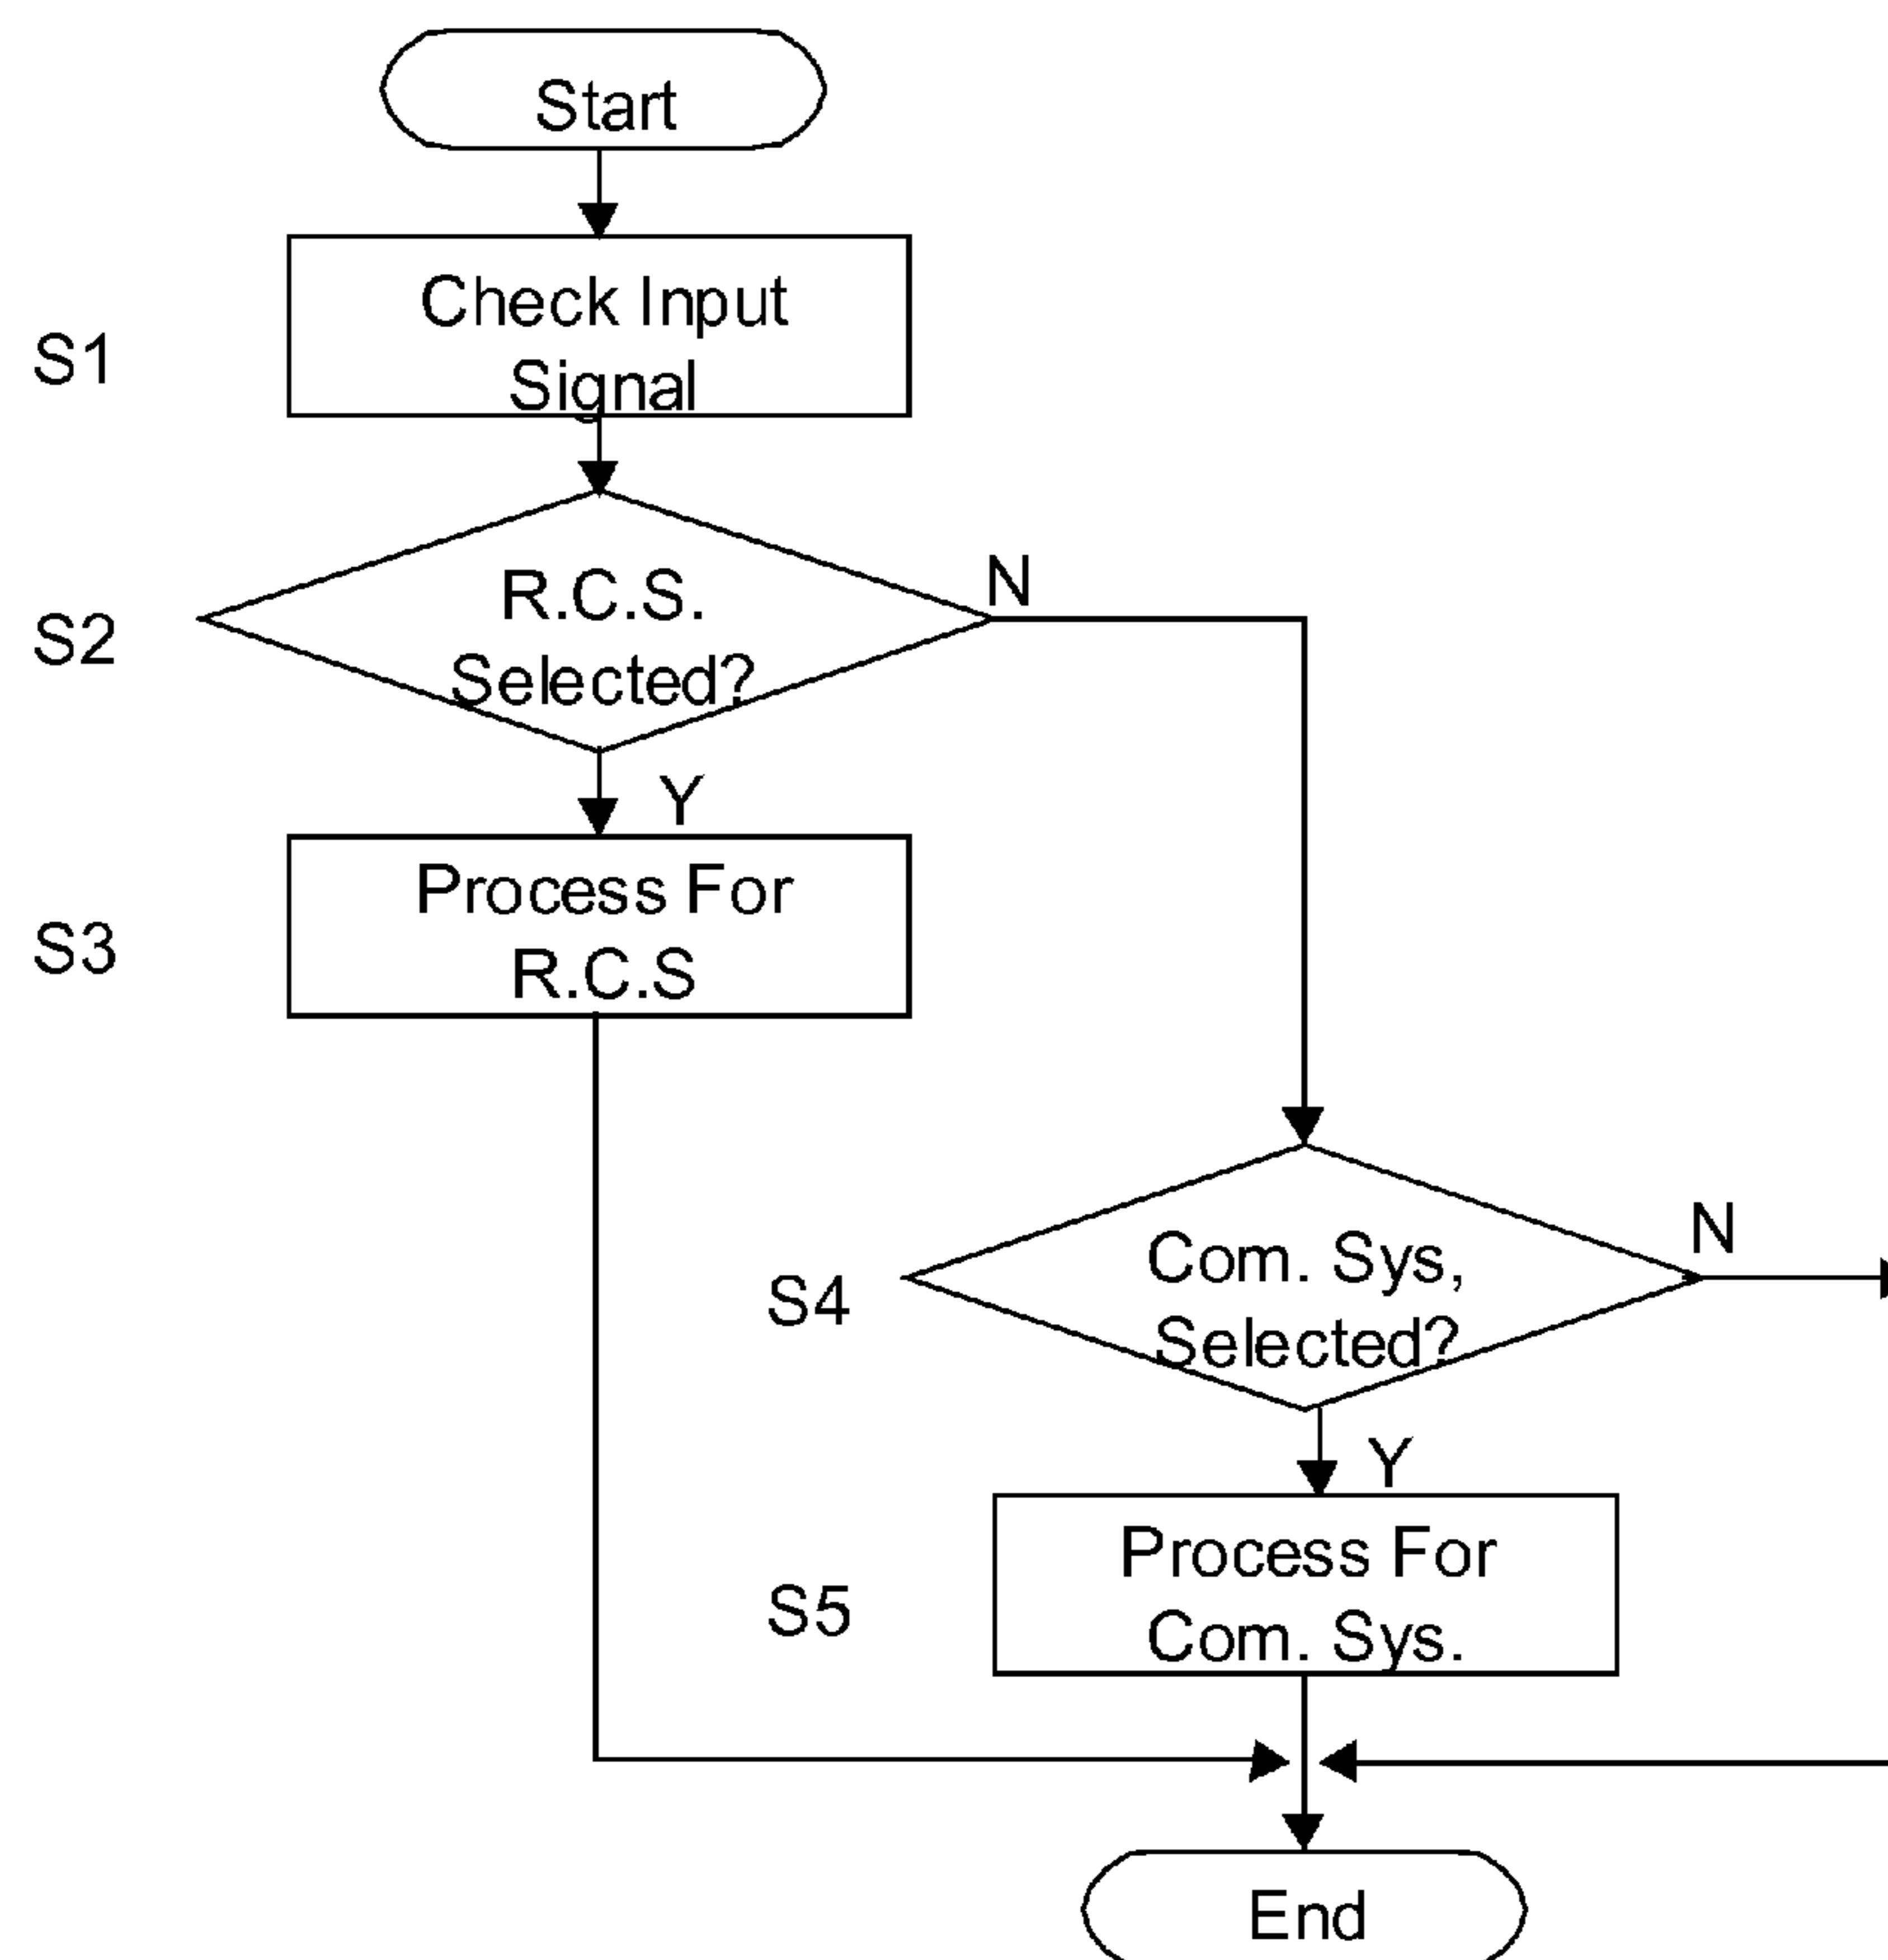 Start
S1
Check Input
Signal
S2
R.C.S.
Selected?
N
Y
S3
Process For
R.C.S
S4
Com. Sys,
Selected?
N
Y
S5
Process For
Com. Sys.
End